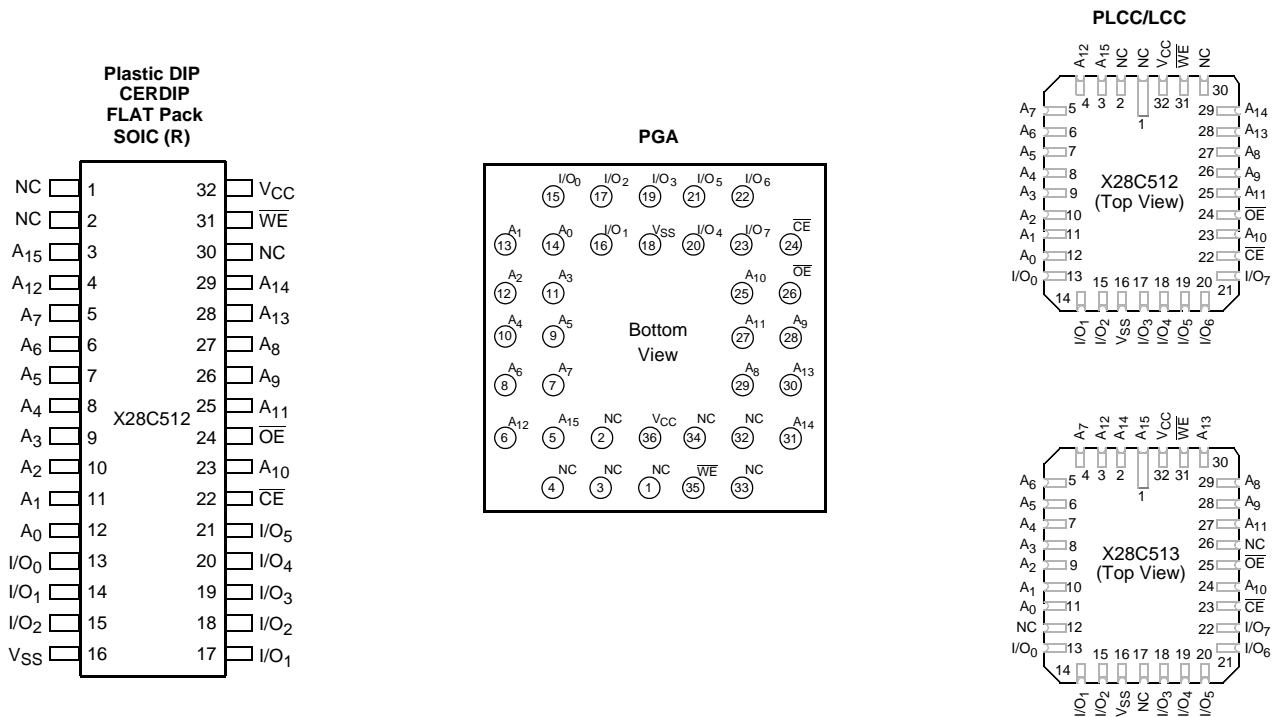 Plastic DIP
CERDIP
FLAT Pack
SOIC (R)
NC 1 32 VCC
NC 2 31 WE
A15 3 30 NC
A12 4 29 A14
A7 5 28 A13
A6 6 27 A8
A5 7 26 A9
A4 8 25 A11
X28C512
A3 9 24 OE
A2 10 23 A10
A1 11 22 CE
A0 12 21 I/O5
I/O0 13 20 I/O4
I/O1 14 19 I/O3
I/O2 15 18 I/O2
VSS 16 17 I/O1
PGA
I/O0 I/O2 I/O3 I/O5 I/O6
15 17 19 21 22
A1 A0 I/O1 VSS I/O4 I/O7 CE
13 14 16 18 20 23 24
A2 A3 A10 OE
12 11 25 26
A4 A5 A11 A9
10 9 27 28
Bottom
View
A6 A7 A8 A13
8 7 29 30
A12 A15 NC VCC NC NC A14
6 5 2 36 34 32 31
NC NC NC WE NC
4 3 1 35 33
PLCC/LCC
A12 A15 NC NC VCC WE NC
4 3 2 1 32 31 30
A7 5 29 A14
A6 6 28 A13
A5 7 27 A8
A4 8 26 A9
X28C512
(Top View)
A3 9 25 A11
A2 10 24 OE
A1 11 23 A10
A0 12 22 CE
I/O0 13 21 I/O7
14 15 16 17 18 19 20
I/O1 I/O2 VSS I/O3 I/O4 I/O5 I/O6
A7 A12 A14 A15 VCC WE A13
4 3 2 1 32 31 30
A6 5 29 A8
A5 6 28 A9
A4 7 27 A11
A3 8 26 NC
X28C513
(Top View)
A2 9 25 OE
A1 10 24 A10
A0 11 23 CE
NC 12 22 I/O7
I/O0 13 21 I/O6
14 15 16 17 18 19 20
I/O1 I/O2 VSS NC I/O3 I/O4 I/O5